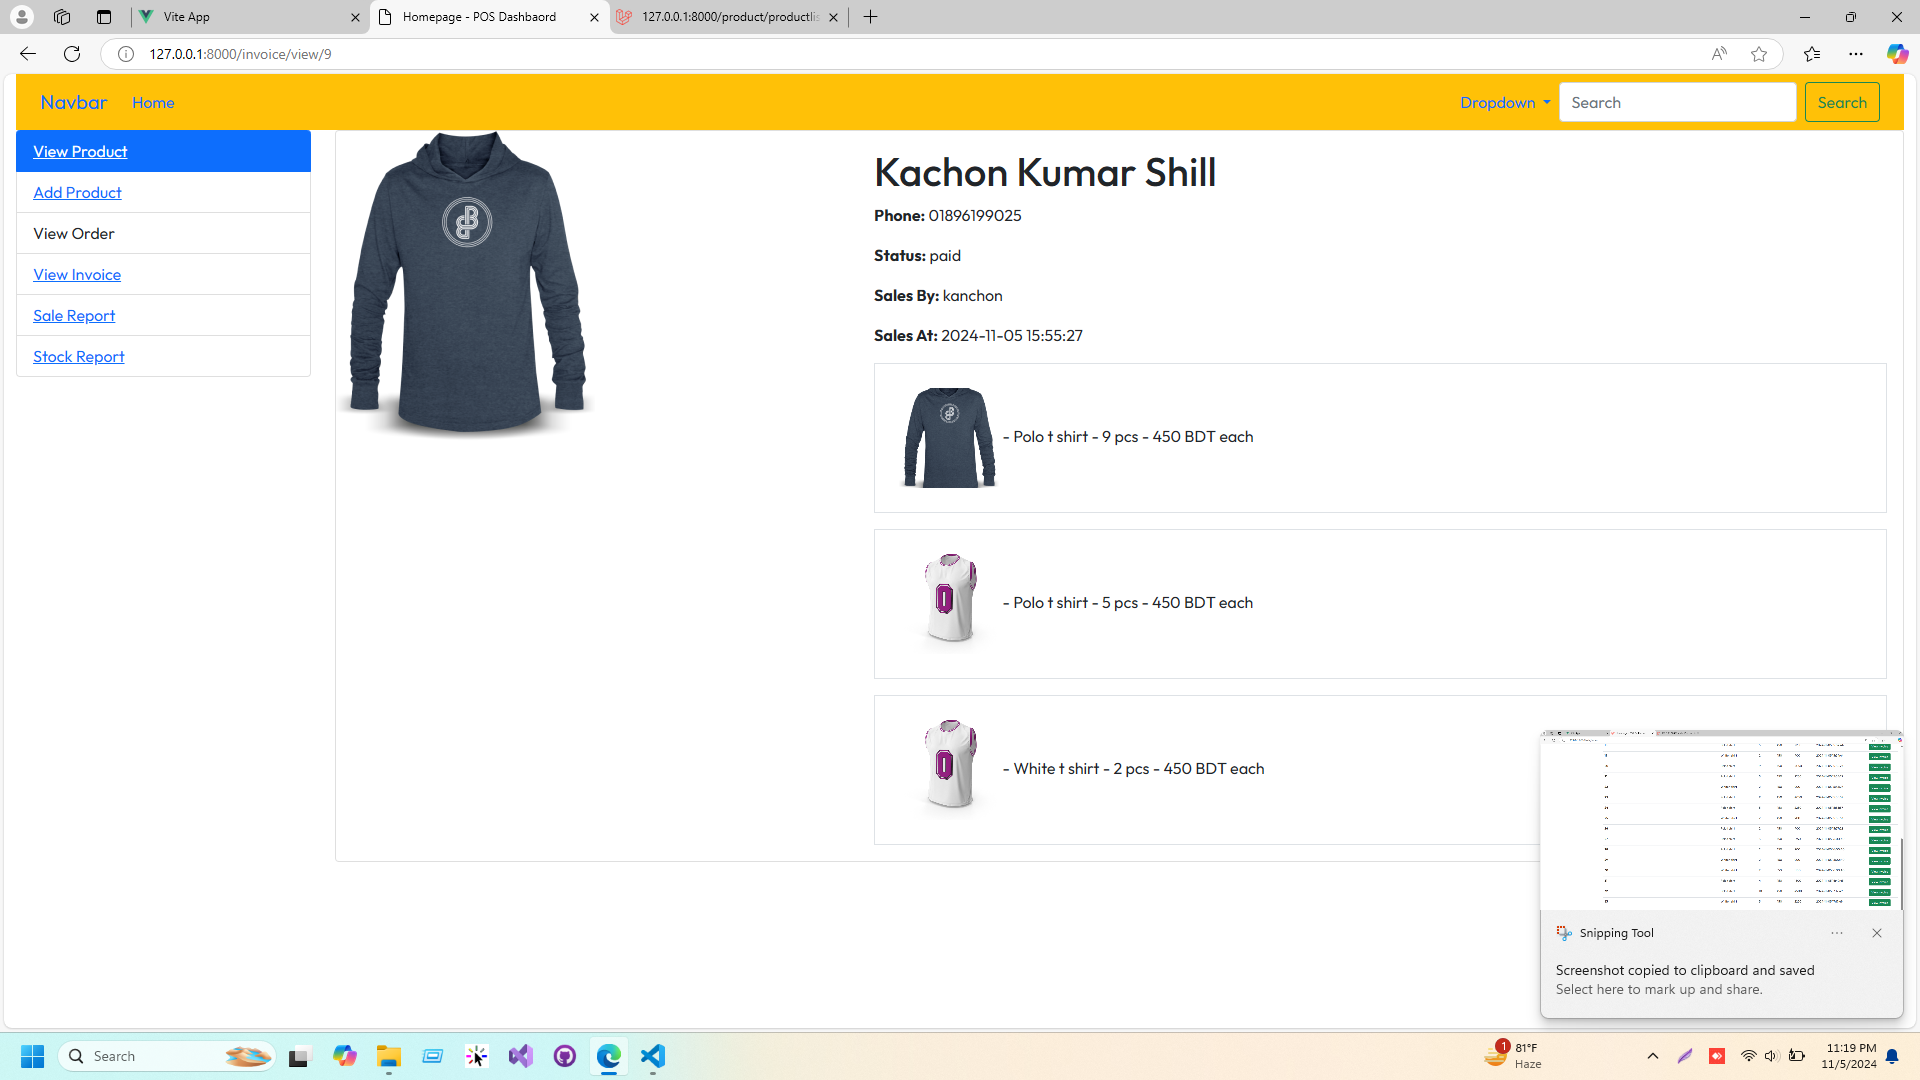 Vite App
Homepage - POS Dashbaord
127.0.0.1:8000/product/productlis
127.0.0.1:8000/invoice/view/9
Navbar
Home
Dropdown
Search
Search
View Product
Add Product
View Order
View Invoice
Sale Report
Stock Report
Kachon Kumar Shill
Phone: 01896199025
Status: paid
Sales By: kanchon
Sales At: 2024-11-05 15:55:27
- Polo t shirt - 9 pcs - 450 BDT each
- Polo t shirt - 5 pcs - 450 BDT each
- White t shirt - 2 pcs - 450 BDT each
Snipping Tool
Screenshot copied to clipboard and saved
Select here to mark up and share.
Search
1
81°F
Haze
11:19 PM
11/5/2024